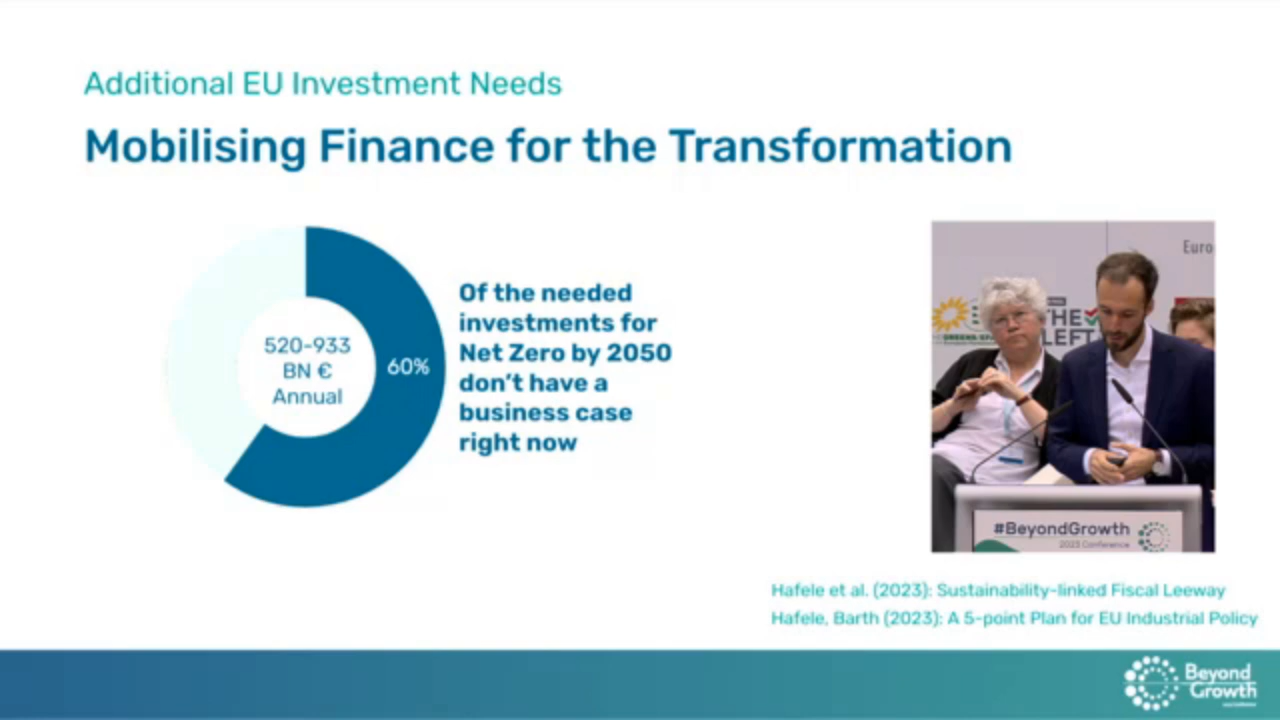 Additional EU Investment Needs
Mobilising Finance for the Transformation
520-933
BN €
Annual
60%
Of the needed
investments for
Net Zero by 2050
don't have a
business case
right now
Euro
THE
LEFT
#BeyondGrowth
2023 Conference
Hafele et al. (2023): Sustainability-linked Fiscal Leeway
Hafele, Barth (2023): A 5-point Plan for EU Industrial Policy
Beyond
Growth